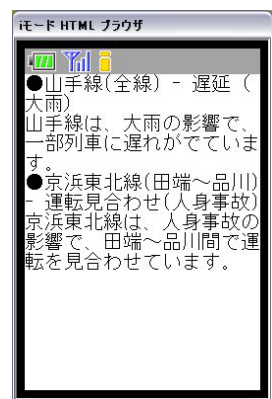 iモード HTML ブラウザ
●山手線(全線) - 遅延 (
大雨)
山手線は、大雨の影響で、
一部列車に遅れがでていま
す。
●京浜東北線(田端～品川)
- 運転見合わせ(人身事故)
京浜東北線は、人身事故の
影響で、田端～品川間で運
転を見合わせています。